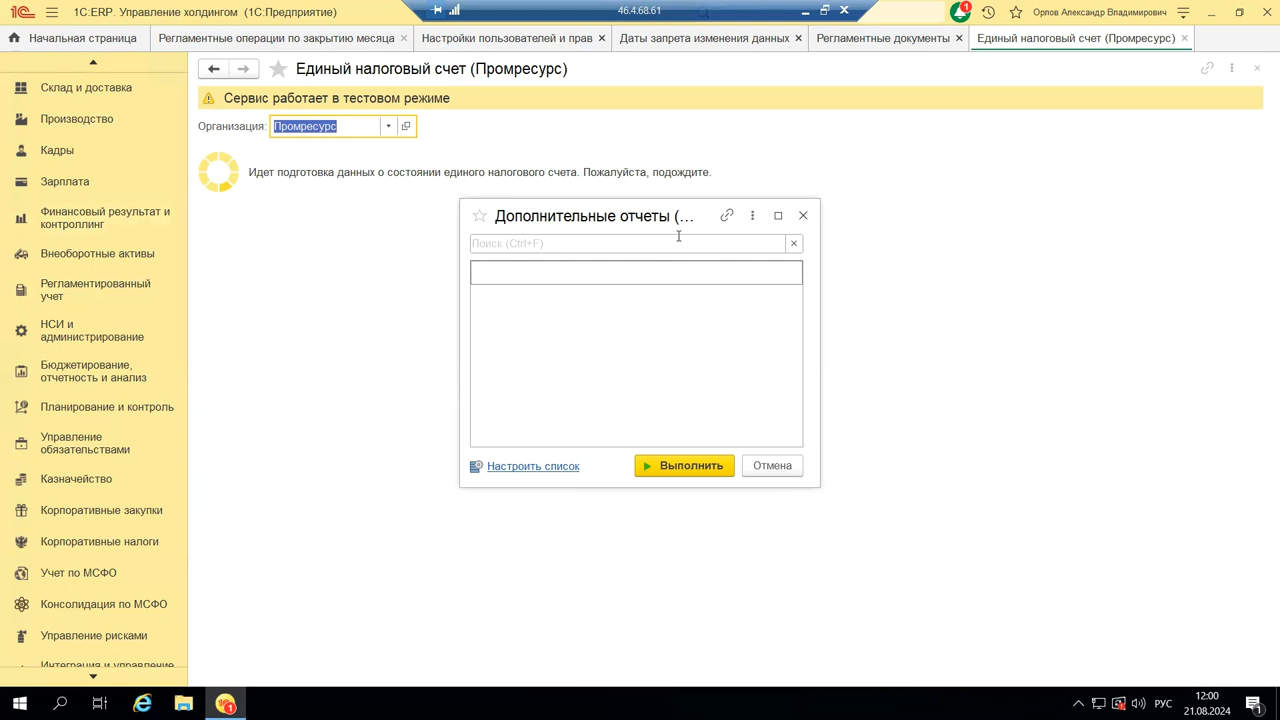 1С:ERP. Управление холдингом (1С:Предприятие)
46.4.68.61
1
Орлов Александр Владимирович
Начальная страница
Регламентные операции по закрытию месяца
Настройки пользователей и прав
Даты запрета изменения данных
Регламентные документы
Единый налоговый счет (Промресурс)
Склад и доставка
Производство
Кадры
Зарплата
Финансовый результат и
контроллинг
Внеоборотные активы
Регламентированный
учет
НСИ и
администрирование
Бюджетирование,
отчетность и анализ
Планирование и контроль
Управление
обязательствами
Казначейство
Корпоративные закупки
Корпоративные налоги
Учет по МСФО
Консолидация по МСФО
Управление рисками
Интеграция и управление
Единый налоговый счет (Промресурс)
Сервис работает в тестовом режиме
Организация: Промресурс
Идет подготовка данных о состоянии единого налогового счета. Пожалуйста, подождите.
Дополнительные отчеты (...
Поиск (Ctrl+F)
Настроить список
Выполнить
Отмена
1
РУС
12:00
21.08.2024
1